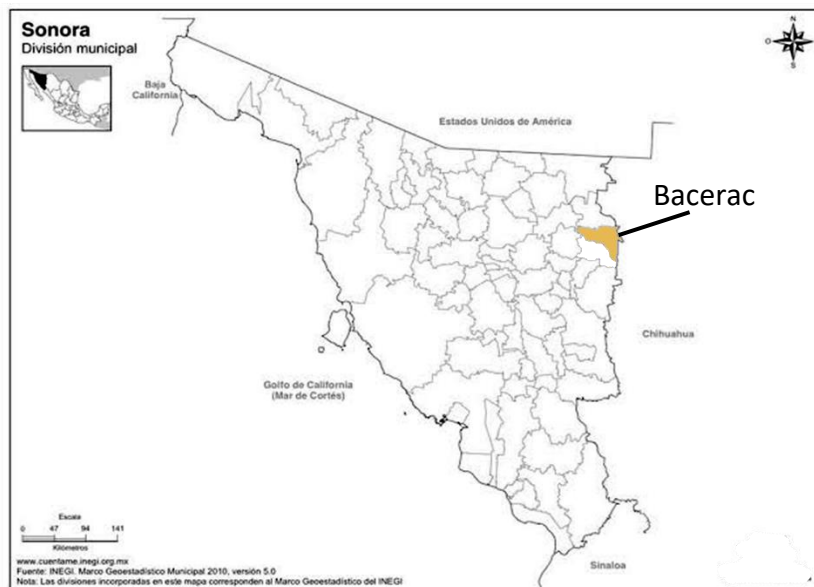 Sonora
División municipal
N
O
E
S
Baja
California
Estados Unidos de América
Bacerac
Chihuahua
Golfo de California
(Mar de Cortés)
Escala
0 47 94 141
Kilómetros
www.cuentame.inegi.org.mx
Fuente: INEGI. Marco Geoestadístico Municipal 2010, versión 5.0
Nota: Las divisiones incorporadas en este mapa corresponden al Marco Geoestadístico del INEGI
Sinaloa